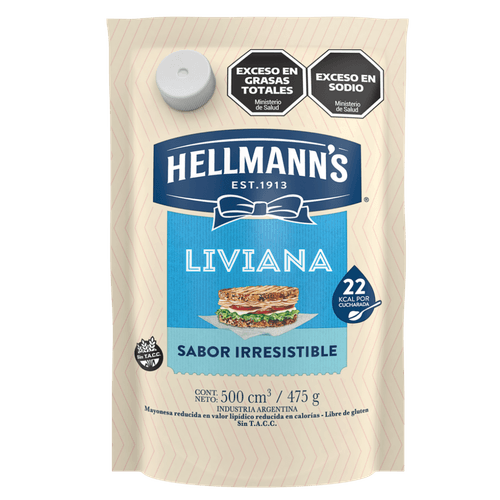 EXCESO EN
GRASAS
TOTALES
Ministerio
de Salud
EXCESO EN
SODIO
Ministerio
de Salud
HELLMANN'S
EST.1913
®
LIVIANA
22
KCAL POR
CUCHARADA
SABOR IRRESISTIBLE
Sin T.A.C.C.
CONT.
NETO: 500 cm³ / 475 g
INDUSTRIA ARGENTINA
Mayonesa reducida en valor lipídico reducida en calorías - Libre de gluten
Sin T.A.C.C.